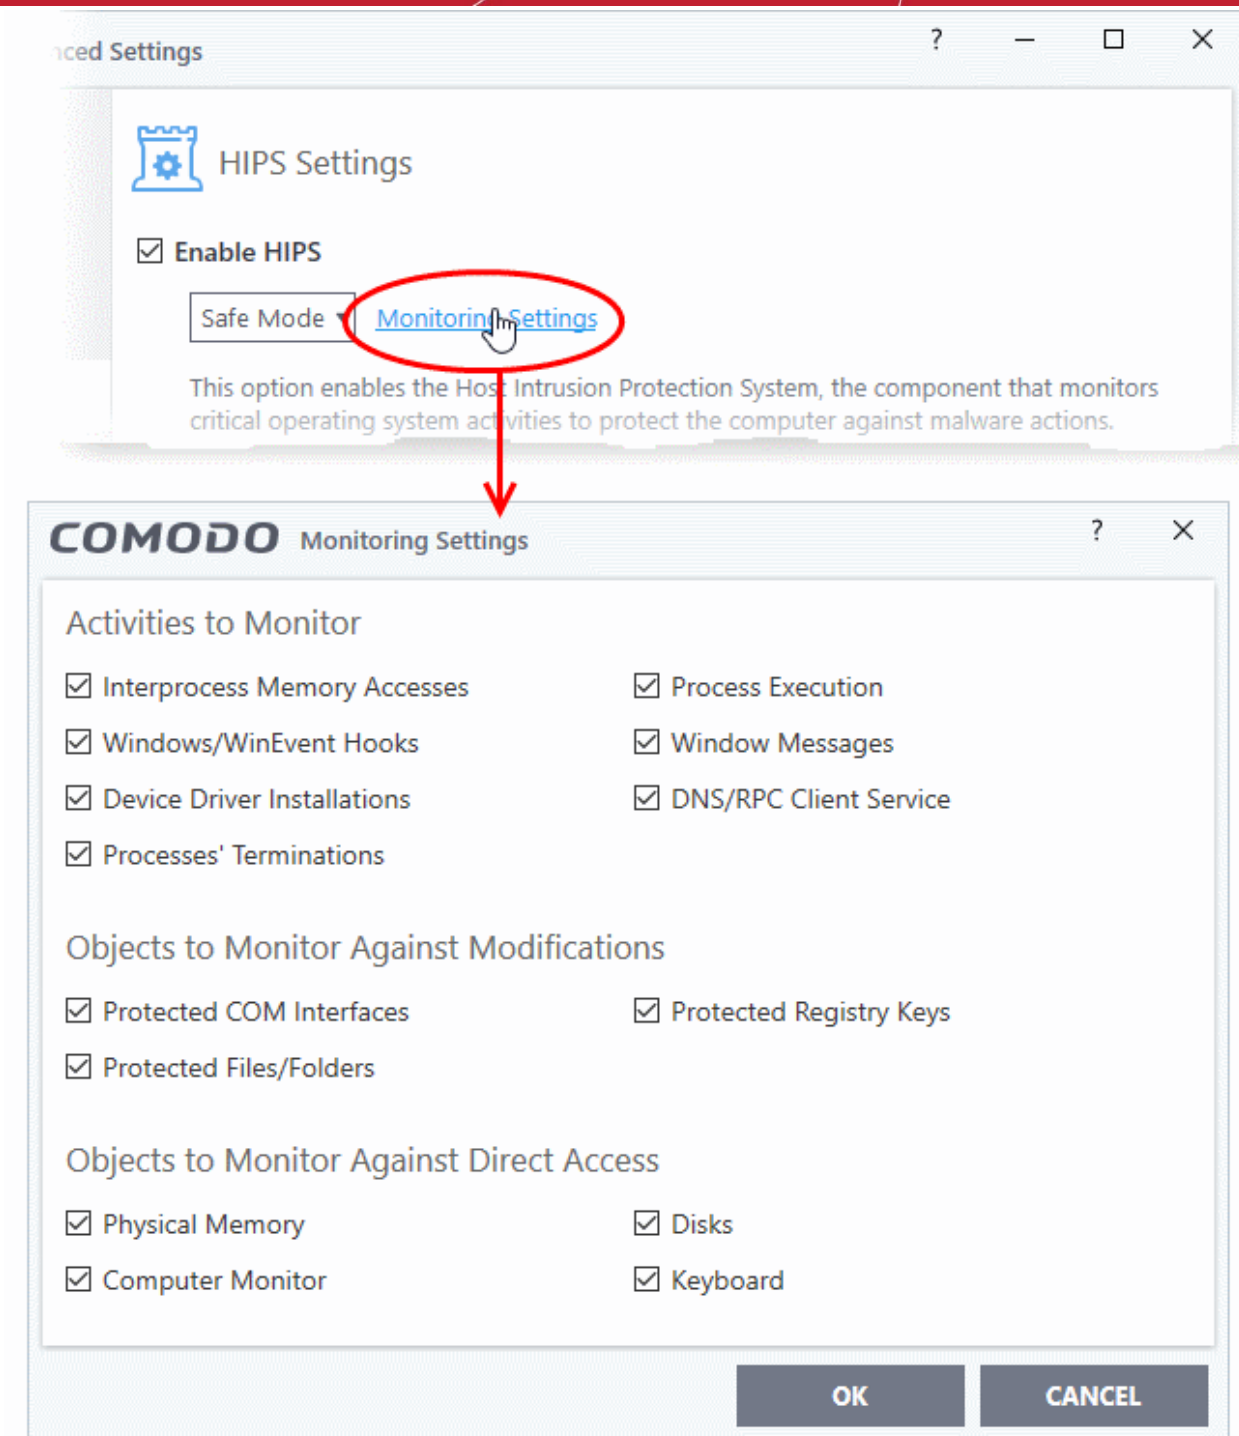 Settings
?
HIPS Settings
Enable HIPS
Safe Mode Monitoring Settings
This option enables the Host Intrusion Protection System, the component that monitors
critical operating system activities to protect the computer against malware actions.
COMODO Monitoring Settings ?
Activities to Monitor
Interprocess Memory Accesses Process Execution
Windows/WinEvent Hooks Window Messages
Device Driver Installations DNS/RPC Client Service
Processes' Terminations
Objects to Monitor Against Modifications
Protected COM Interfaces Protected Registry Keys
Protected Files/Folders
Objects to Monitor Against Direct Access
Physical Memory Disks
Computer Monitor Keyboard
OK CANCEL